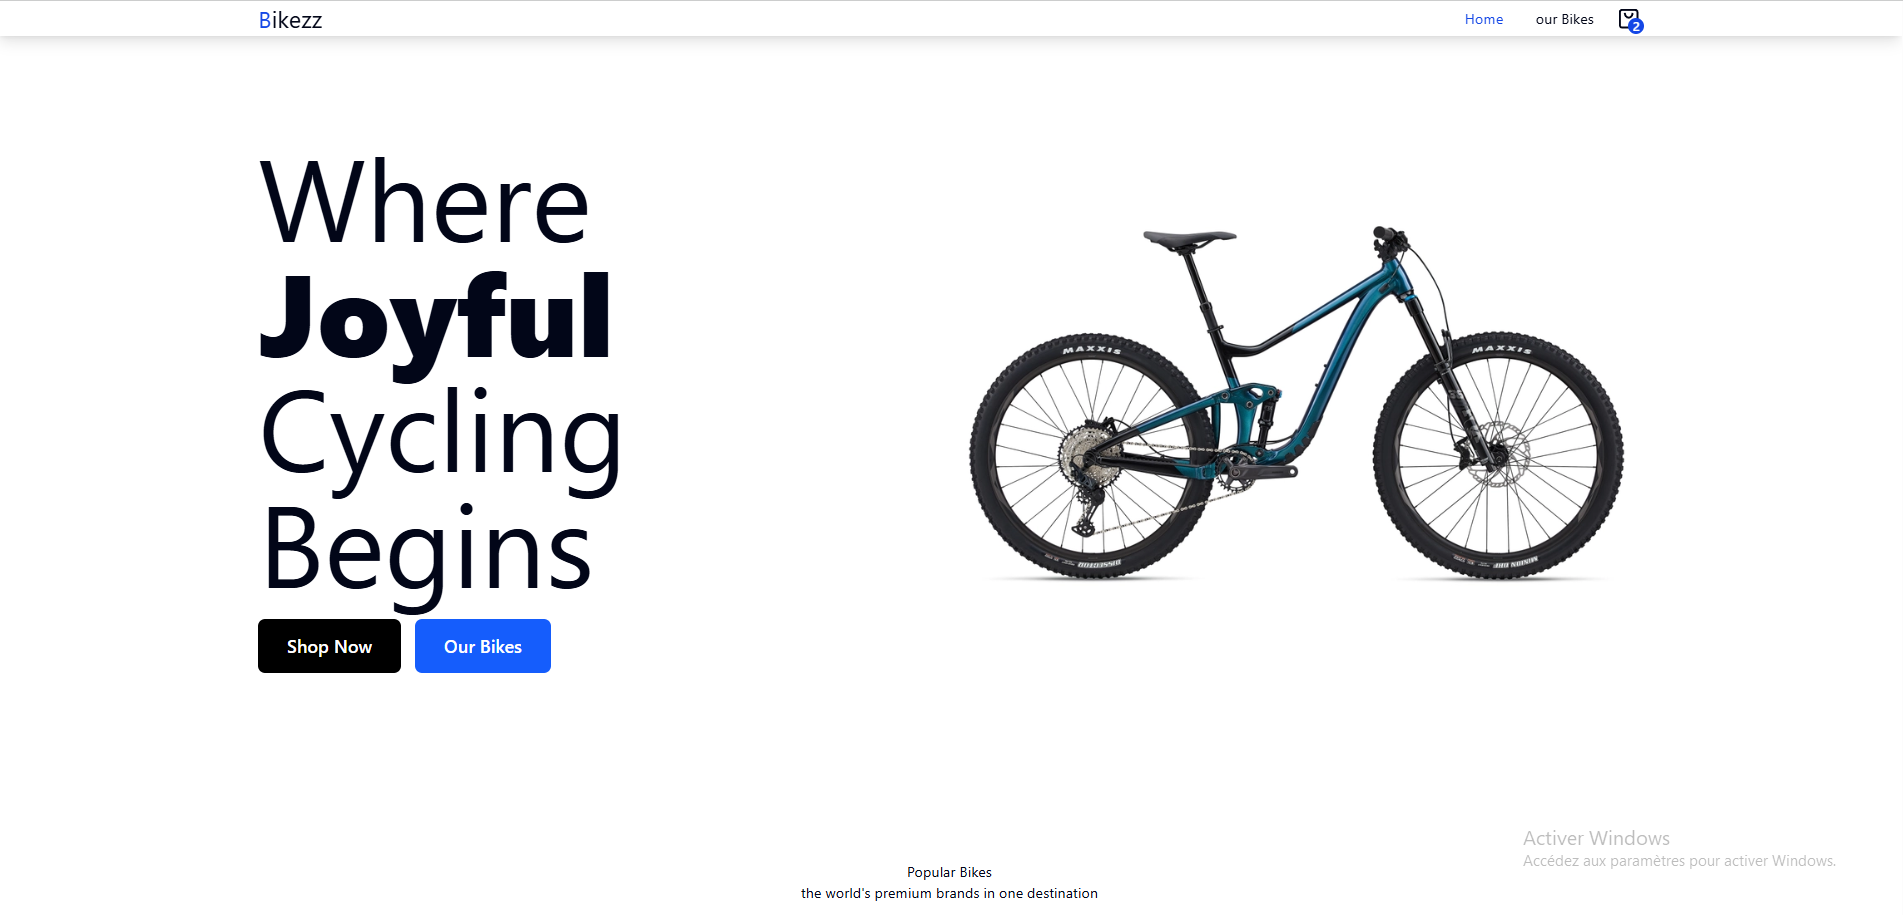 Bikezz
Home our Bikes 2
Where
Joyful
Cycling
Begins
MAXXIS MAXXIS
DISSECTOR
Shop Now Our Bikes
Activer Windows
Accédez aux paramètres pour activer Windows.
Popular Bikes
the world's premium brands in one destination